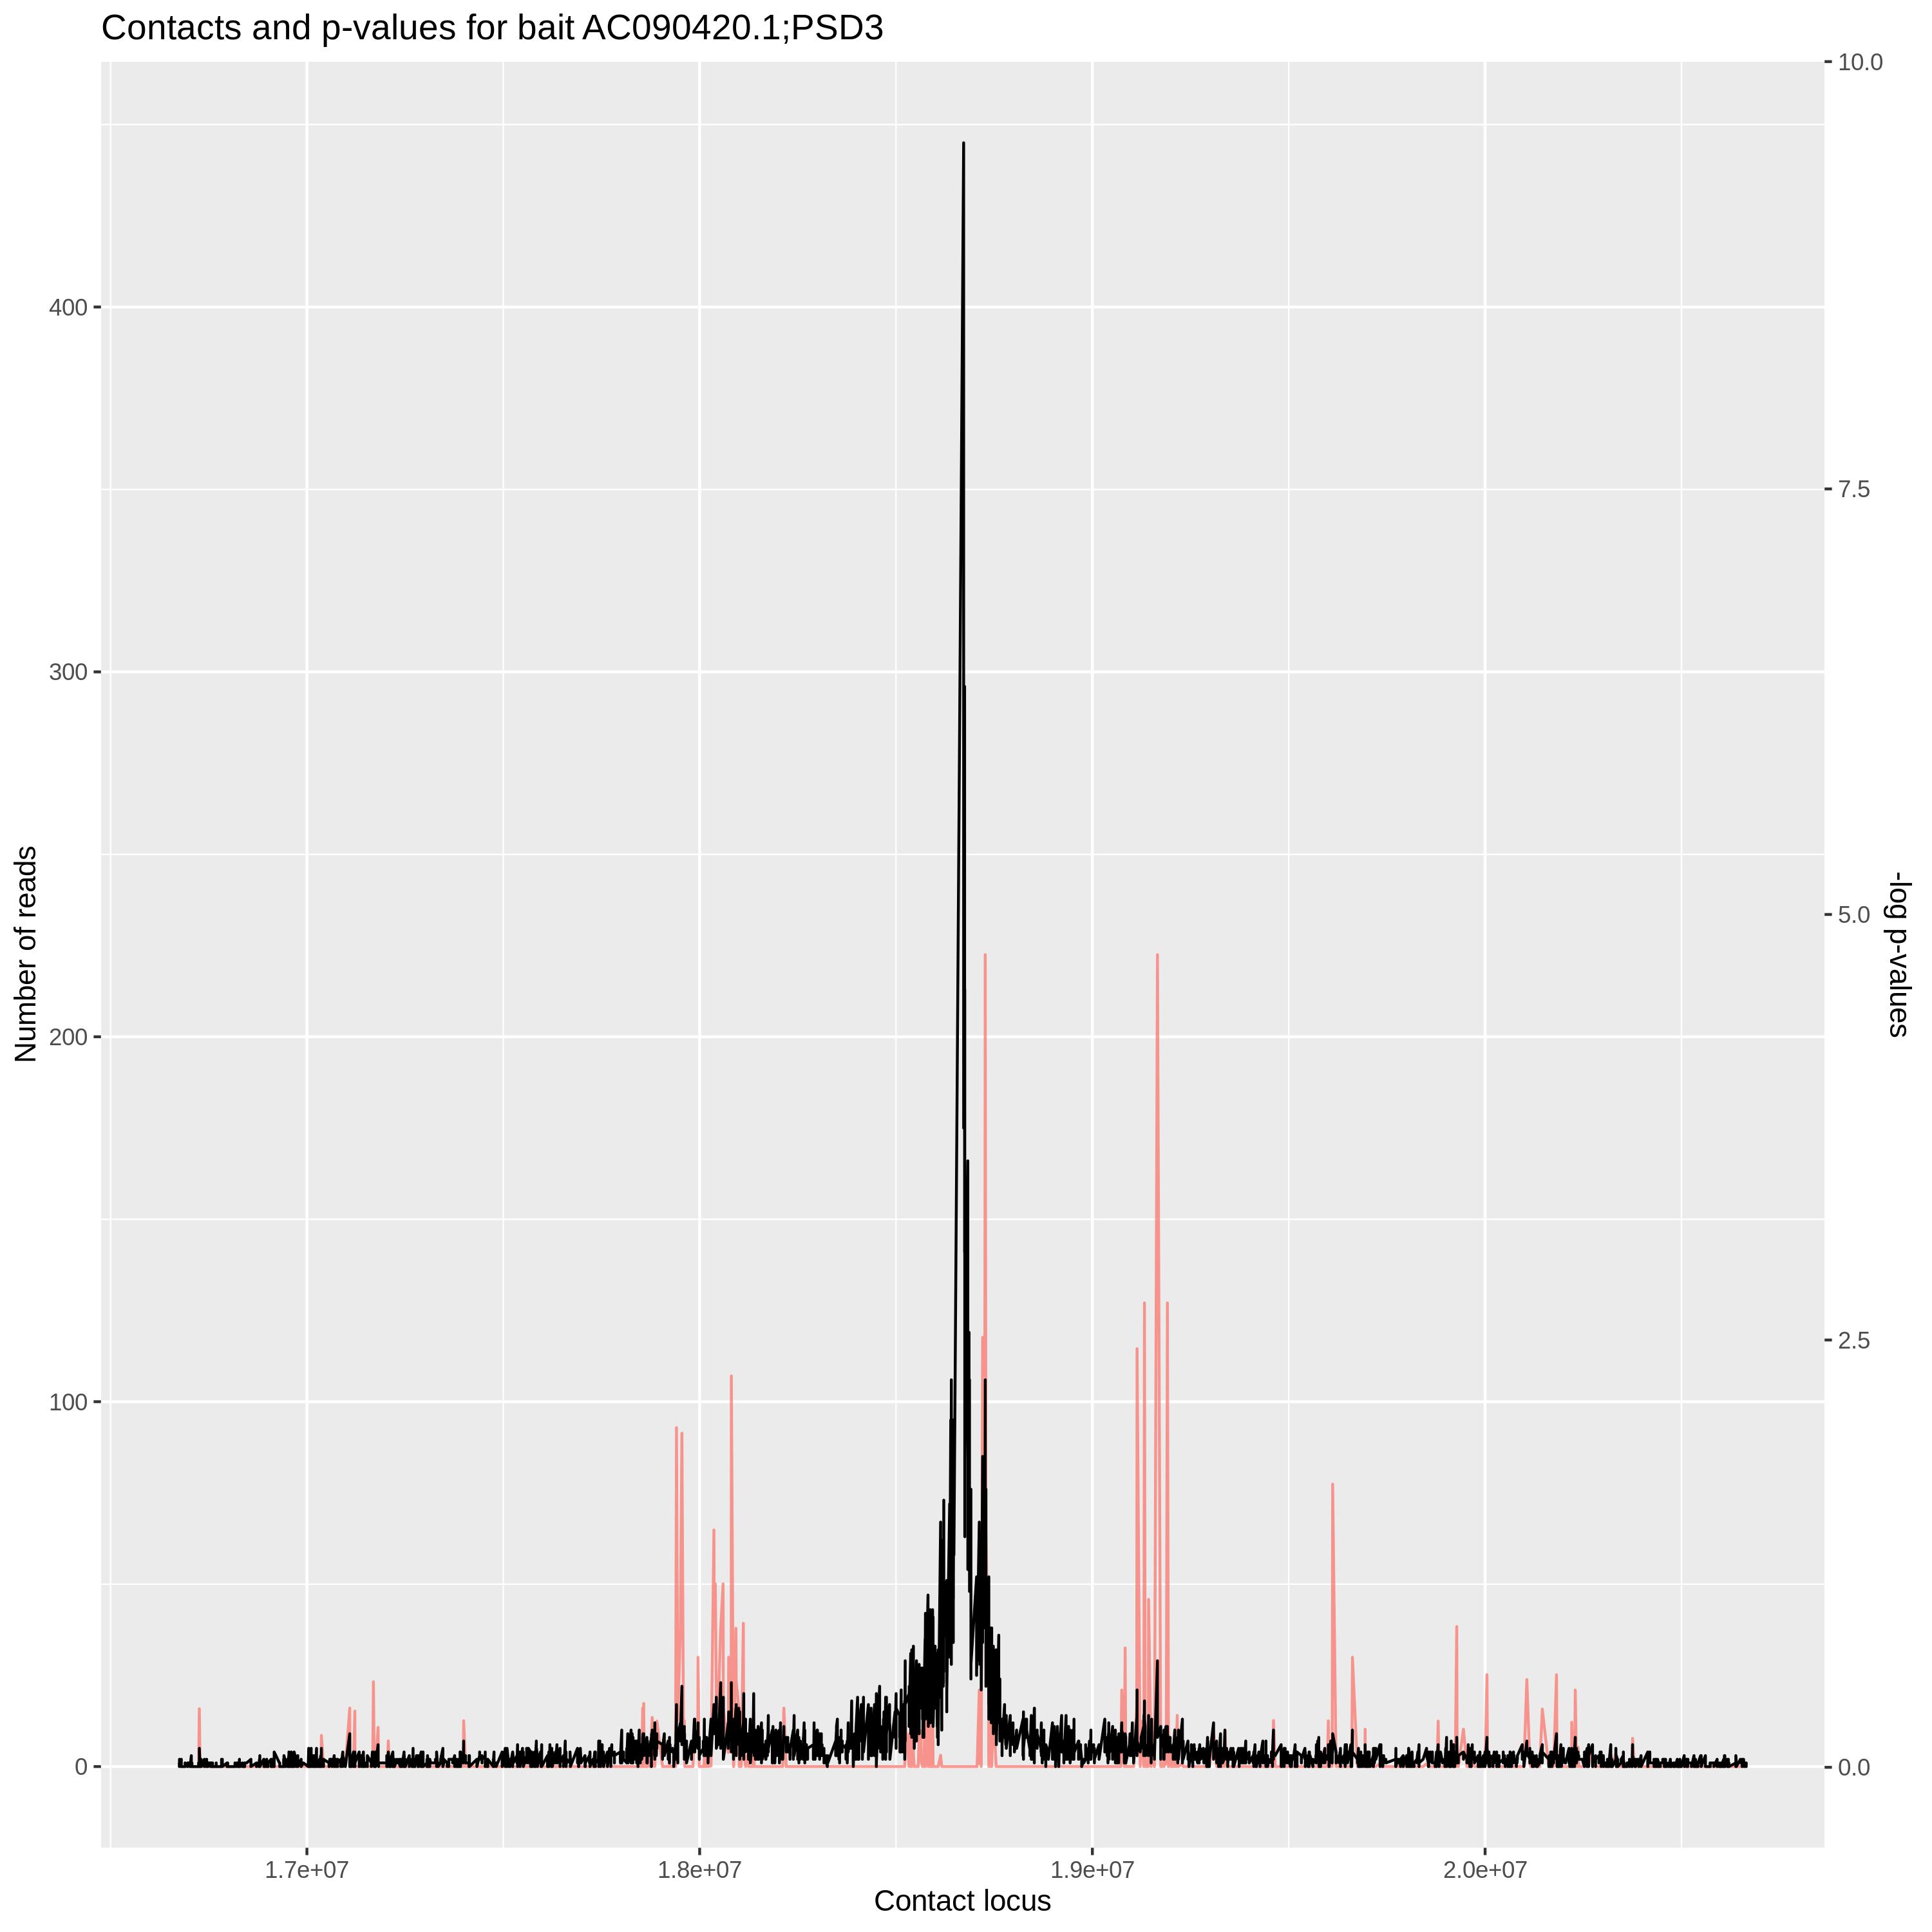 Contacts and p-values for bait AC090420.1;PSD3
10.0
7.5
5.0
2.5
0.0
-log p-values
400
300
200
100
0
Number of reads
1.7e+07
1.8e+07
1.9e+07
2.0e+07
Contact locus